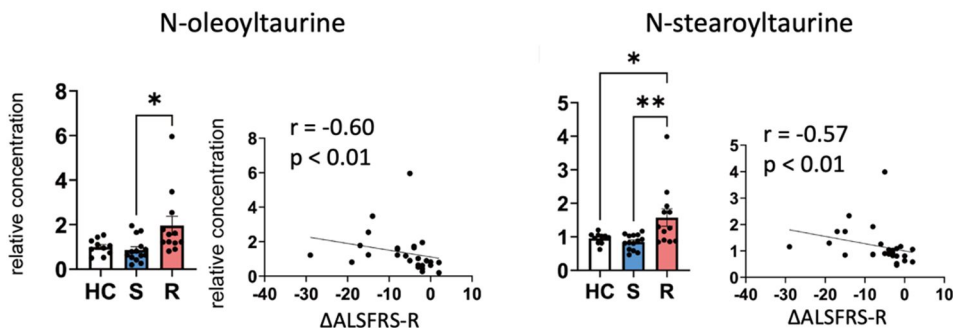 N-oleoyltaurine
N-stearoyltaurine
relative concentration
8
6
4
2
0
*
HC S R
relative concentration
8
6
4
2
0
r = -0.60
p < 0.01
-40 -30 -20 -10 0 10
ΔALSFRS-R
5
4
3
2
1
0
*
**
HC S R
5
4
3
2
1
0
r = -0.57
p < 0.01
-40 -30 -20 -10 0 10
ΔALSFRS-R